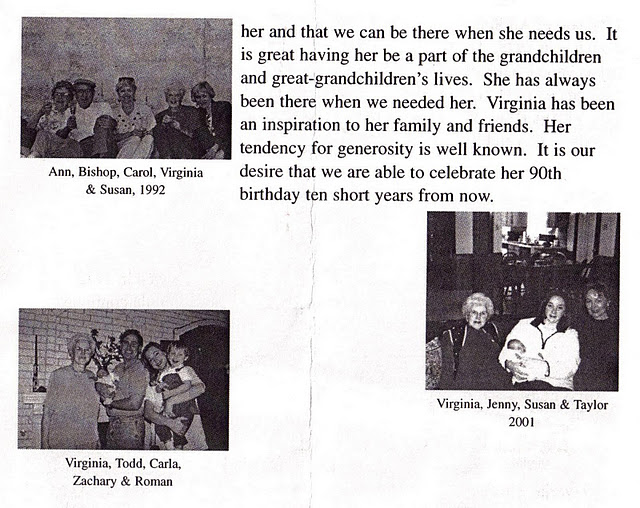 her and that we can be there when she needs us.  It
is great having her be a part of the grandchildren
and great-grandchildren's lives.  She has always
been there when we needed her.  Virginia has been
an inspiration to her family and friends.  Her
tendency for generosity is well known.  It is our
desire that we are able to celebrate her 90th
birthday ten short years from now.
Ann, Bishop, Carol, Virginia
& Susan, 1992
Virginia, Jenny, Susan & Taylor
2001
Virginia, Todd, Carla,
Zachary & Roman